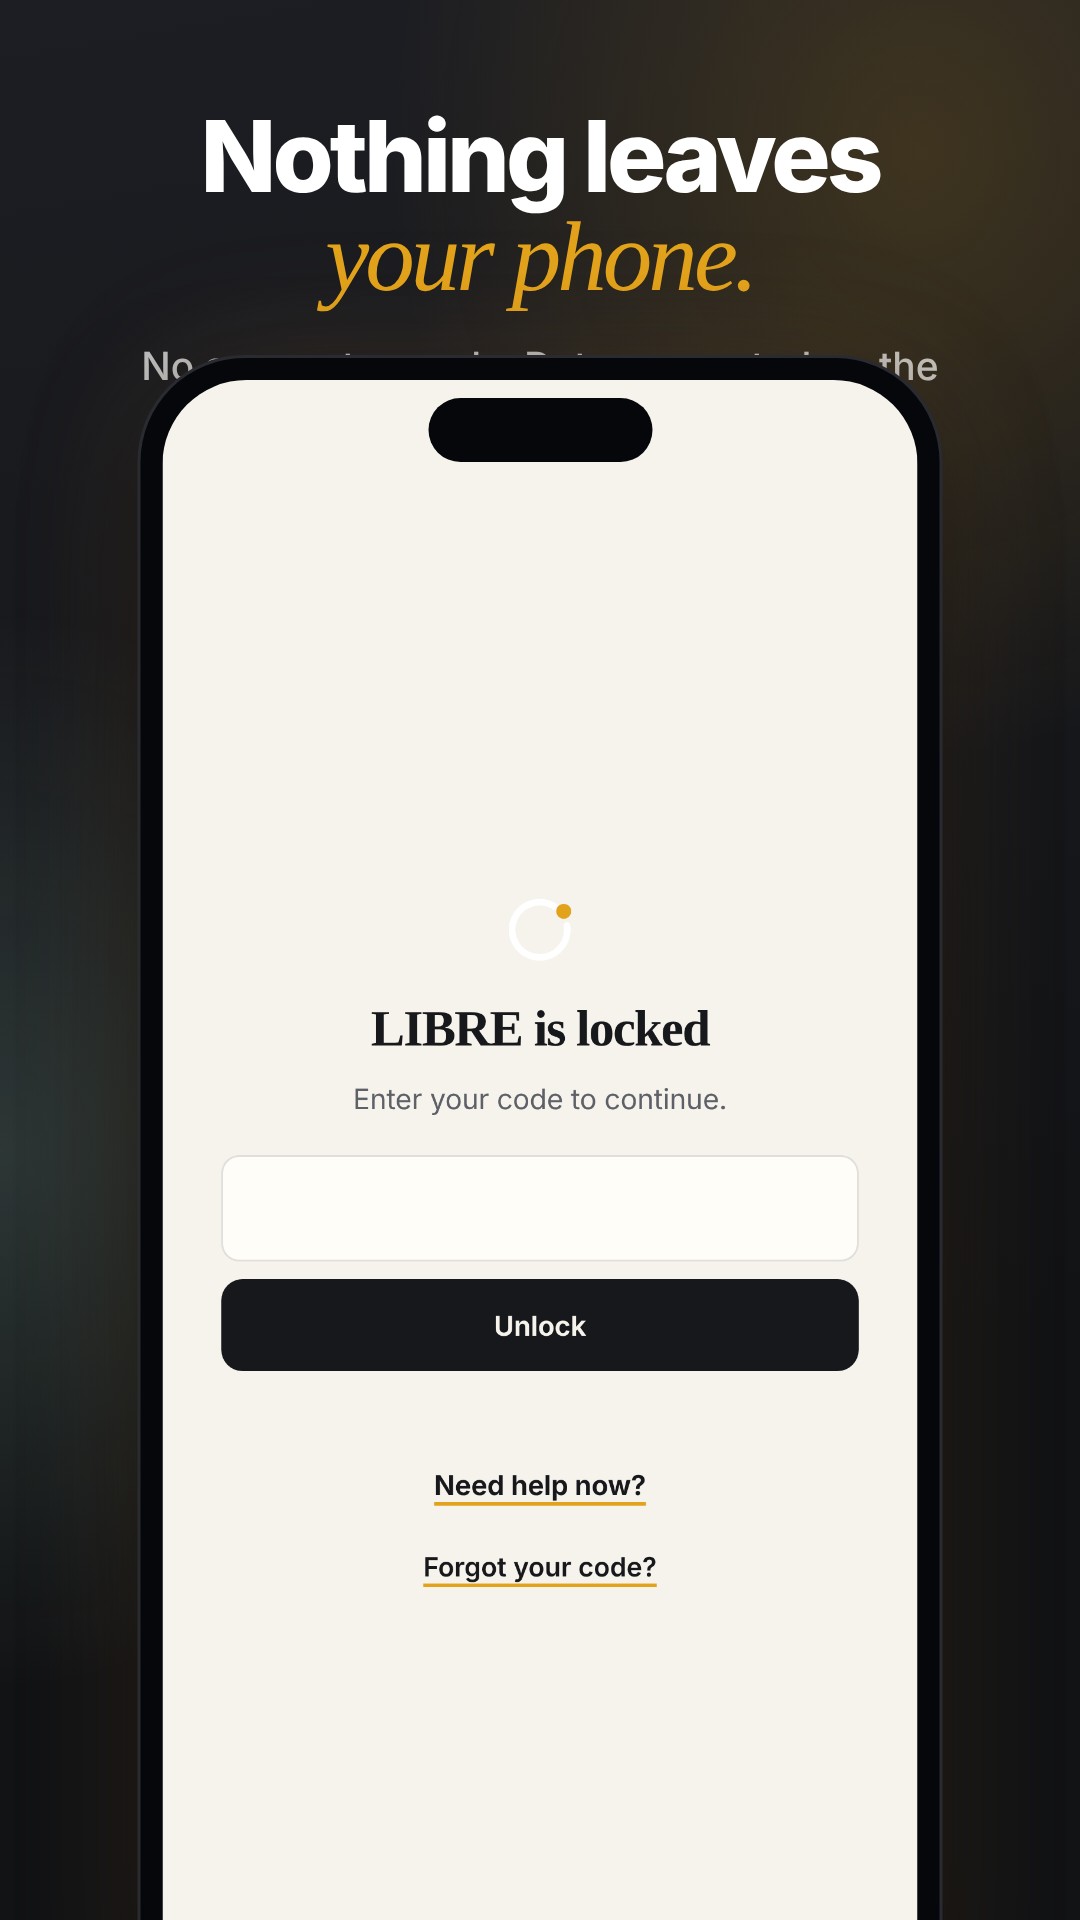 Nothing leaves
your phone.
No the
LIBRE is locked
Enter your code to continue.
Unlock
Need help now?
Forgot your code?